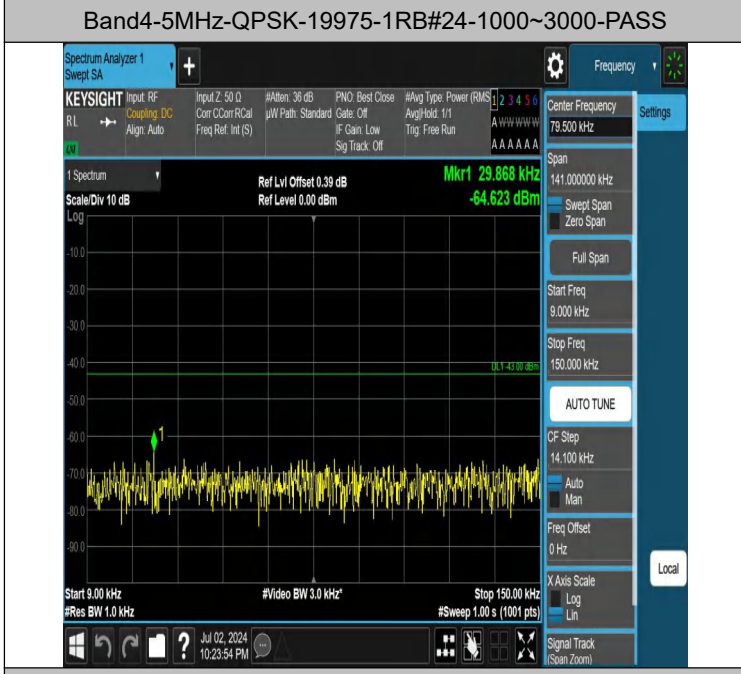 Band4-5MHz-QPSK-19975-1RB#24-1000~3000-PASS
Spectrum Analyzer 1
Swept SA
Frequency
KEYSIGHT
RL
Input: RF
Coupling: DC
Align: Auto
Input Z: 50 Ω
Corr CCorr RCal
Freq Ref: Int (S)
#Atten: 36 dB
µW Path: Standard
PNO: Best Close
Gate: Off
IF Gain: Low
Sig Track: Off
#Avg Type: Power (RMS
Avg|Hold: 1/1
Trig: Free Run
1 2 3 4 5 6
A W W W W W
A A A A A A
Center Frequency
79.500 kHz
Settings
1 Spectrum
Scale/Div 10 dB
Log
Ref Lvl Offset 0.39 dB
Ref Level 0.00 dBm
Mkr1 29.868 kHz
-64.623 dBm
Span
141.000000 kHz
Swept Span
Zero Span
Full Span
Start Freq
9.000 kHz
Stop Freq
150.000 kHz
AUTO TUNE
CF Step
14.100 kHz
Auto
Man
Freq Offset
0 Hz
X Axis Scale
Log
Lin
Signal Track
(Span Zoom)
Local
-10.0
-20.0
-30.0
-40.0
DL1 -43.00 dBm
-50.0
-60.0
1
-70.0
-80.0
-90.0
Start 9.00 kHz
#Res BW 1.0 kHz
#Video BW 3.0 kHz*
Stop 150.00 kHz
#Sweep 1.00 s (1001 pts)
?
Jul 02, 2024
10:23:54 PM